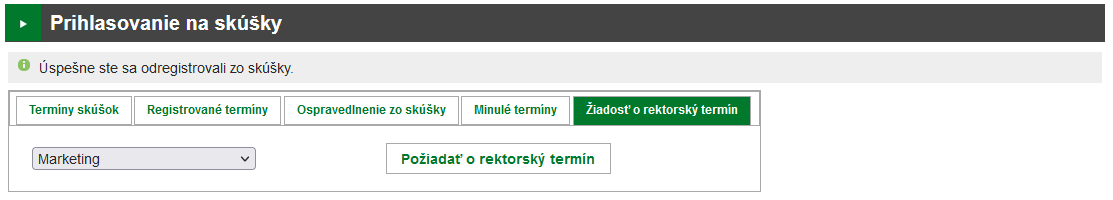 Prihlasovanie na skúšky
Úspešne ste sa odregistrovali zo skúšky.
Termíny skúšok Registrované termíny Ospravedlnenie zo skúšky Minulé termíny Žiadosť o rektorský termín
Marketing Požiadať o rektorský termín